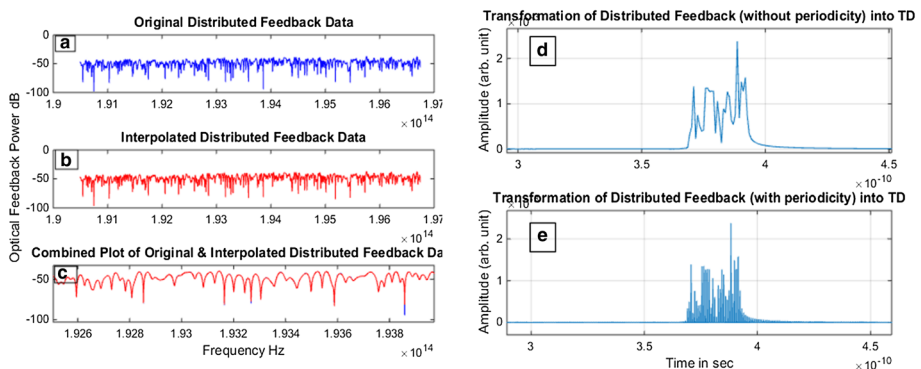 Original Distributed Feedback Data
a
0
-50
-100
1.9 1.91 1.92 1.93 1.94 1.95 1.96 1.97
×10^14
Interpolated Distributed Feedback Data
b
0
-50
-100
1.9 1.91 1.92 1.93 1.94 1.95 1.96 1.97
×10^14
Combined Plot of Original & Interpolated Distributed Feedback Da
c
-50
-100
1.926 1.928 1.93 1.932 1.934 1.936 1.938
×10^14
Frequency Hz
Optical Feedback Power dB
Transformation of Distributed Feedback (without periodicity) into TD
d
Amplitude (arb. unit)
2
1
0
3 3.5 4 4.5
×10^-10
Transformation of Distributed Feedback (with periodicity) into TD
e
Amplitude (arb. unit)
2
1
0
3 3.5 4 4.5
×10^-10
Time in sec